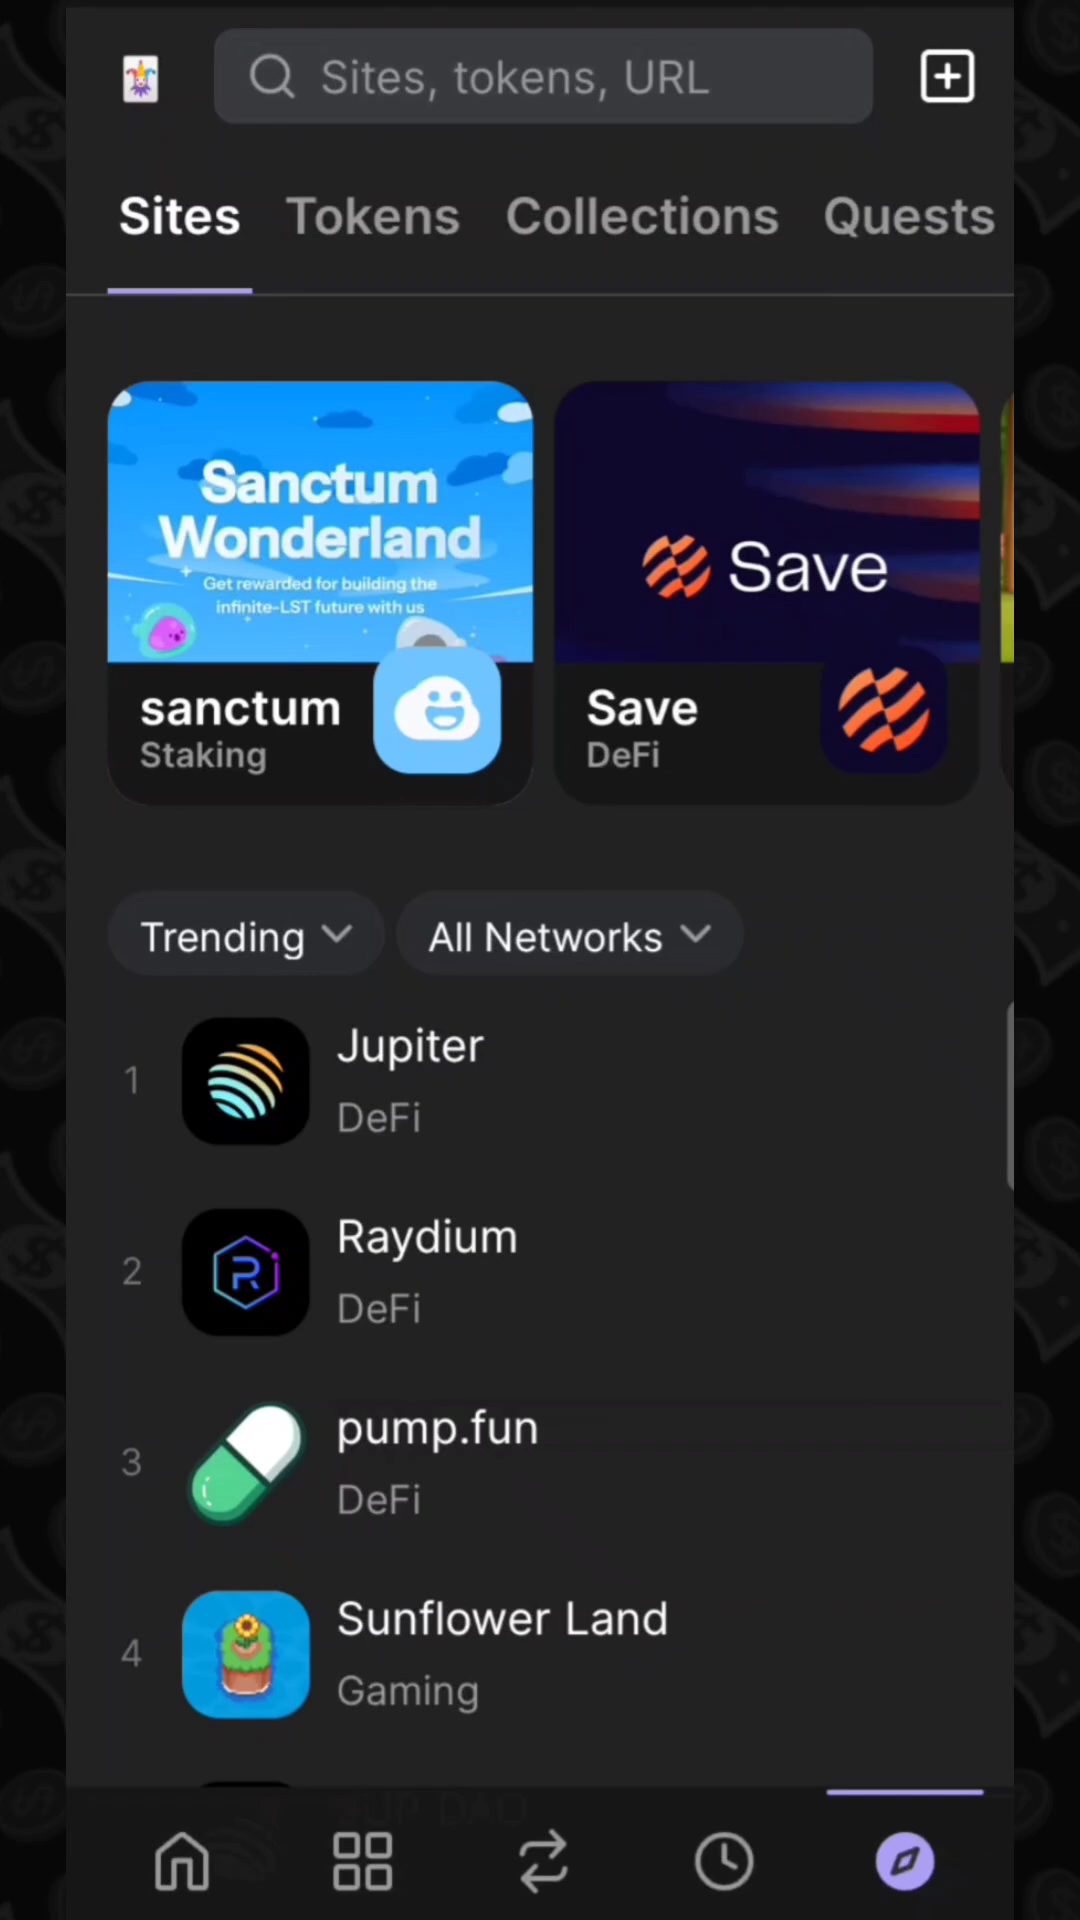 Sites, tokens, URL
Sites Tokens Collections Quests
Sanctum
Wonderland
Get rewarded for building the
infinite-LST future with us
sanctum
Staking
Save
Save
DeFi
Trending All Networks
1
Jupiter
DeFi
2
Raydium
DeFi
3
pump.fun
DeFi
4
Sunflower Land
Gaming